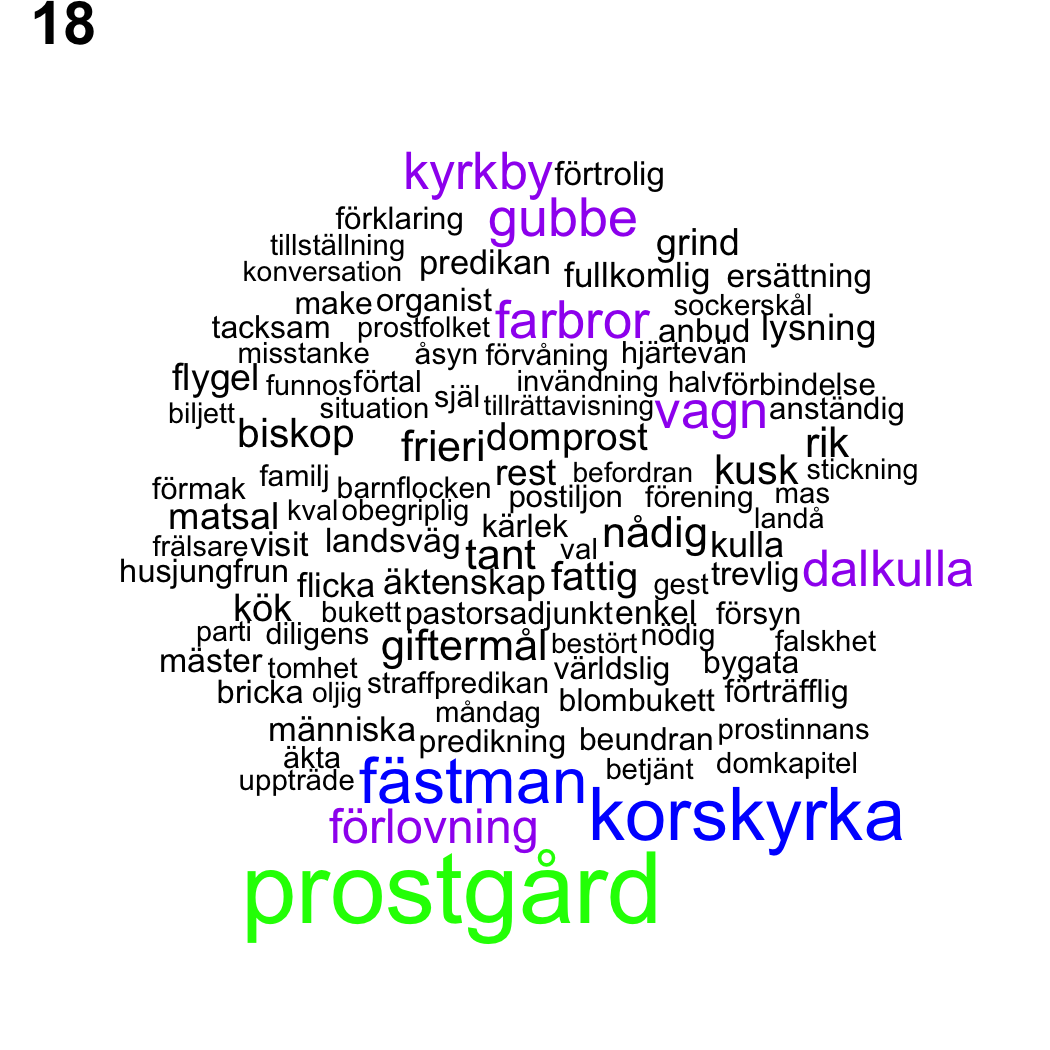 18
kyrkby förtrolig
förklaring gubbe
tillställning grind
konversation predikan fullkomlig ersättning
make organist sockerskål
tacksam prostfolket farbror anbud lysning
misstanke åsyn förvåning hjärtevän
flygel funnos förtal invändning halv förbindelse
biljett situation själ tillrättavisning vagn anständig
biskop frieri domprost rik
familj rest befordran kusk stickning
förmak barnflocken postiljon förening mas
matsal kval obegriplig kärlek landå
frälsare visit landsväg tant val nådig kulla
husjungfrun flicka äktenskap fattig gest trevlig dalkulla
kök bukett pastorsadjunkt enkel försyn
parti diligens giftermål bestört nödig falskhet
mäster tomhet världslig bygata
bricka oljig straffpredikan blombukett förträfflig
måndag
människa predikning beundran prostinnans
äkta betjänt domkapitel
uppträde fästman
förlovning korskyrka
prostgård